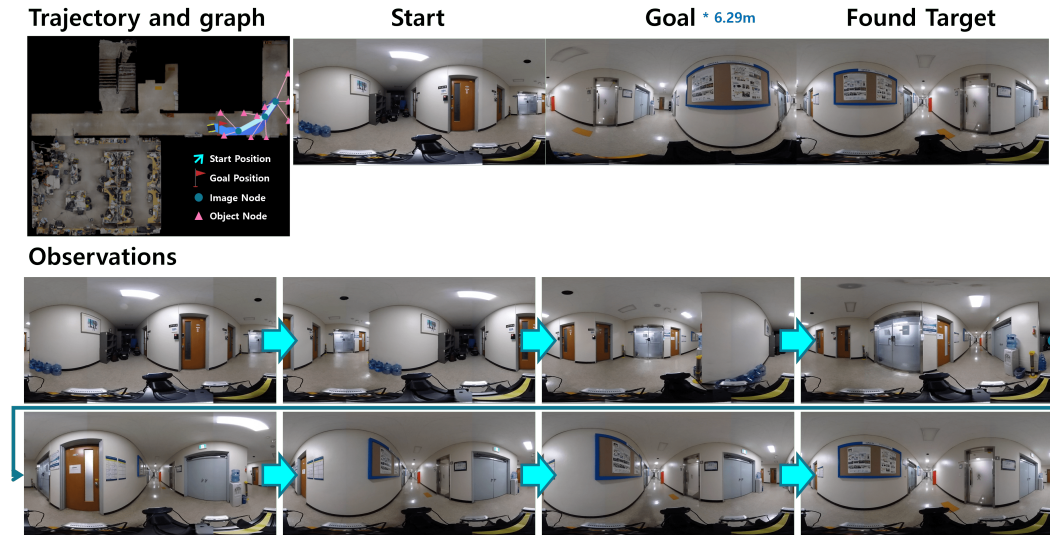 Trajectory and graph
Start
Goal * 6.29m
Found Target
Start Position
Goal Position
Image Node
Object Node
Observations